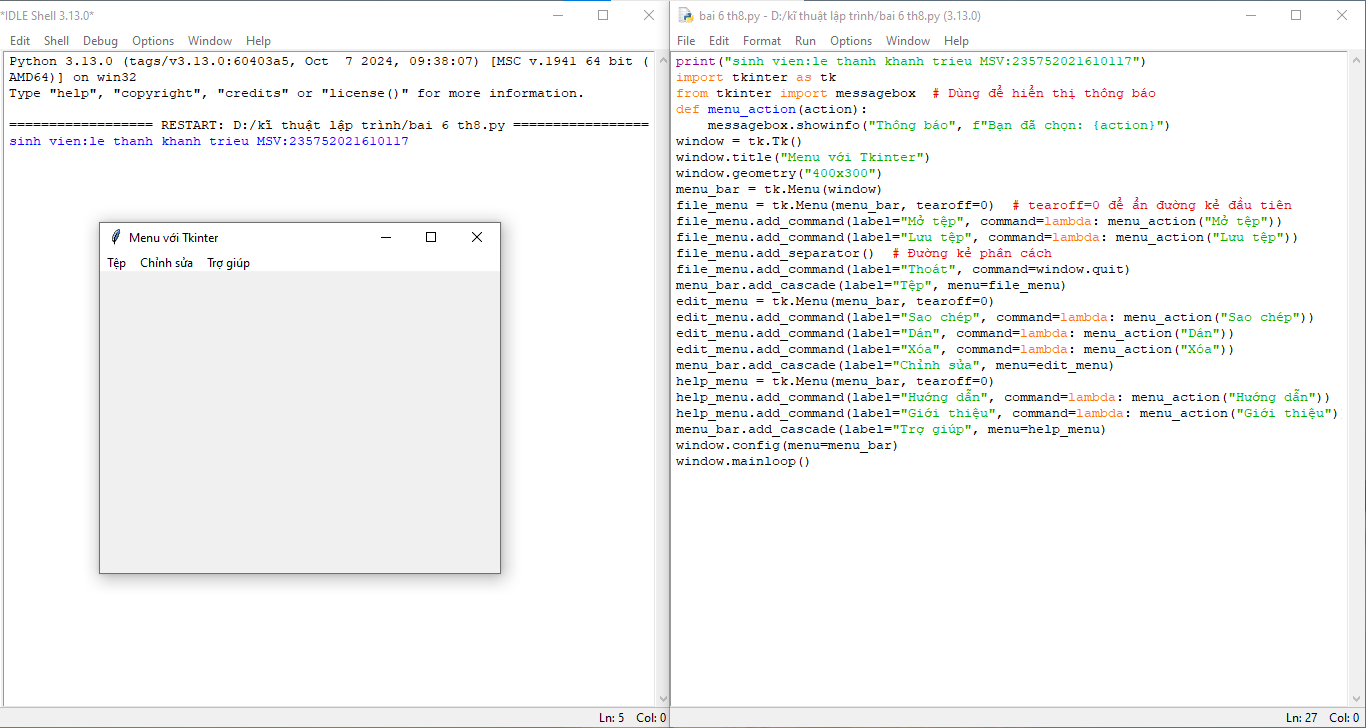 *IDLE Shell 3.13.0*
Edit Shell Debug Options Window Help
Python 3.13.0 (tags/v3.13.0:60403a5, Oct  7 2024, 09:38:07) [MSC v.1941 64 bit (
AMD64)] on win32
Type "help", "copyright", "credits" or "license()" for more information.
================== RESTART: D:/kĩ thuật lập trình/bai 6 th8.py =================
sinh vien:le thanh khanh trieu MSV:235752021610117
Menu với Tkinter
Tệp Chỉnh sửa Trợ giúp
Ln: 5 Col: 0
bai 6 th8.py - D:/kĩ thuật lập trình/bai 6 th8.py (3.13.0)
File Edit Format Run Options Window Help
print("sinh vien:le thanh khanh trieu MSV:235752021610117")
import tkinter as tk
from tkinter import messagebox  # Dùng để hiển thị thông báo
def menu_action(action):
    messagebox.showinfo("Thông báo", f"Bạn đã chọn: {action}")
window = tk.Tk()
window.title("Menu với Tkinter")
window.geometry("400x300")
menu_bar = tk.Menu(window)
file_menu = tk.Menu(menu_bar, tearoff=0)  # tearoff=0 để ẩn đường kẻ đầu tiên
file_menu.add_command(label="Mở tệp", command=lambda: menu_action("Mở tệp"))
file_menu.add_command(label="Lưu tệp", command=lambda: menu_action("Lưu tệp"))
file_menu.add_separator()  # Đường kẻ phân cách
file_menu.add_command(label="Thoát", command=window.quit)
menu_bar.add_cascade(label="Tệp", menu=file_menu)
edit_menu = tk.Menu(menu_bar, tearoff=0)
edit_menu.add_command(label="Sao chép", command=lambda: menu_action("Sao chép"))
edit_menu.add_command(label="Dán", command=lambda: menu_action("Dán"))
edit_menu.add_command(label="Xóa", command=lambda: menu_action("Xóa"))
menu_bar.add_cascade(label="Chỉnh sửa", menu=edit_menu)
help_menu = tk.Menu(menu_bar, tearoff=0)
help_menu.add_command(label="Hướng dẫn", command=lambda: menu_action("Hướng dẫn"))
help_menu.add_command(label="Giới thiệu", command=lambda: menu_action("Giới thiệu")
menu_bar.add_cascade(label="Trợ giúp", menu=help_menu)
window.config(menu=menu_bar)
window.mainloop()
Ln: 27 Col: 0